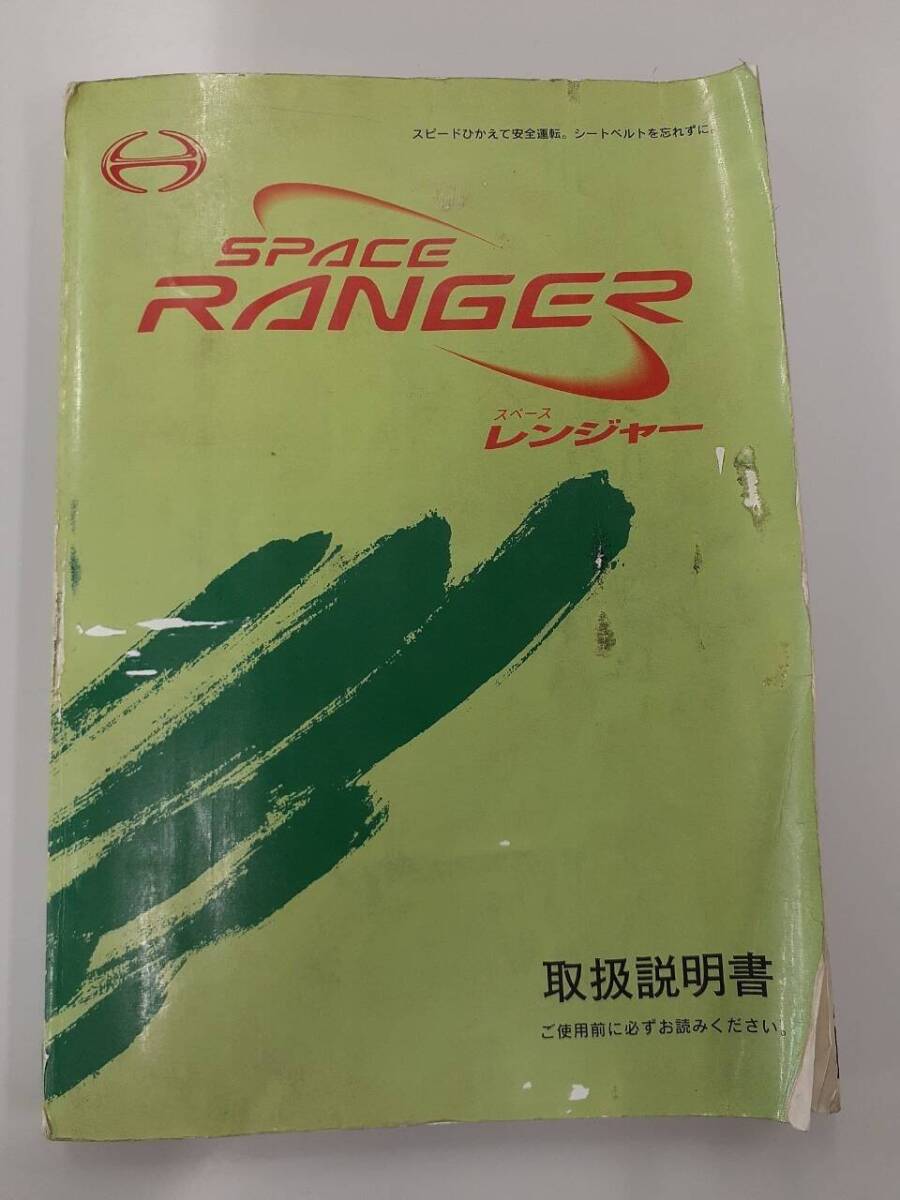 スピードひかえて安全運転。シートベルトを忘れずに。
SPACE
RANGER
スペース
レンジャー
取扱説明書
ご使用前に必ずお読みください。